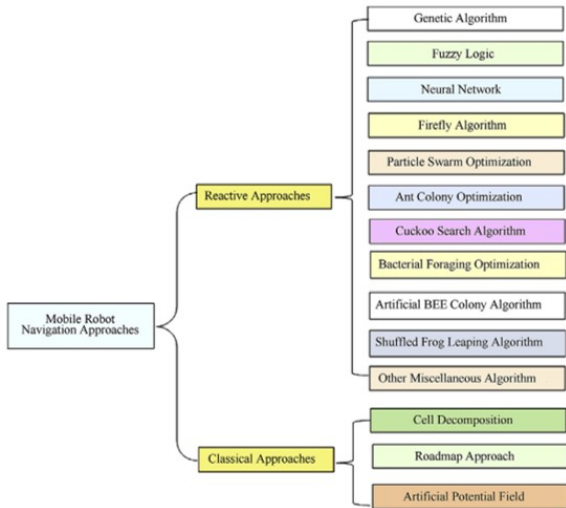 Genetic Algorithm
Fuzzy Logic
Neural Network
Firefly Algorithm
Particle Swarm Optimization
Reactive Approaches
Ant Colony Optimization
Cuckoo Search Algorithm
Bacterial Foraging Optimization
Artificial BEE Colony Algorithm
Mobile Robot
Navigation Approaches
Shuffled Frog Leaping Algorithm
Other Miscellaneous Algorithm
Cell Decomposition
Classical Approaches
Roadmap Approach
Artificial Potential Field